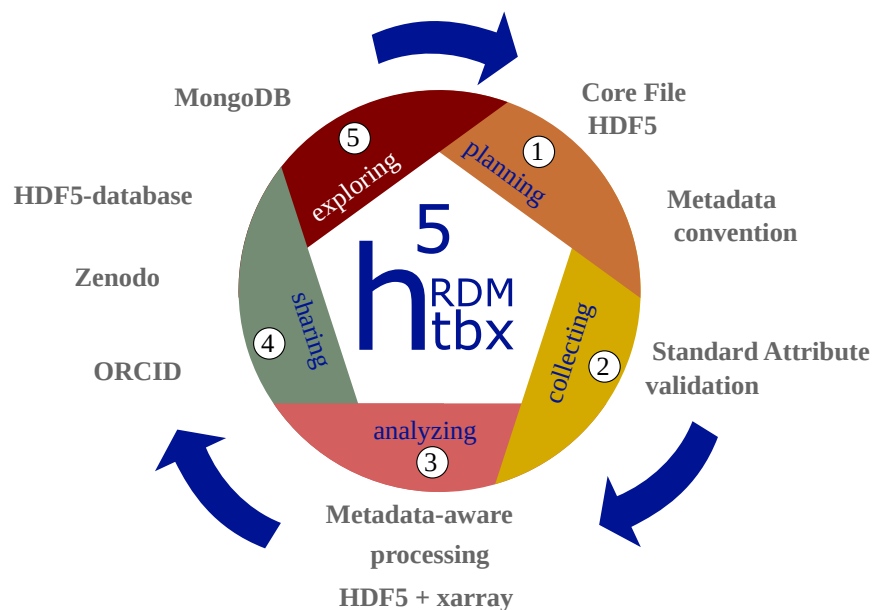 MongoDB
Core File
HDF5
5
exploring
1
planning
HDF5-database
Metadata
convention
5
h RDM
tbx
Zenodo
sharing
4
ORCID
collecting
2
Standard Attribute
validation
analyzing
3
Metadata-aware
processing
HDF5 + xarray